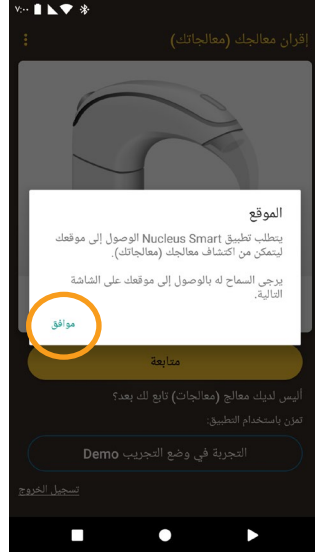 ٧:٠٠
إقران معالجك (معالجاتك)
الموقع
يتطلب تطبيق Nucleus Smart الوصول إلى موقعك
ليتمكن من اكتشاف معالجك (معالجاتك).
يرجى السماح له بالوصول إلى موقعك على الشاشة
التالية.
موافق
متابعة
أليس لديك معالج (معالجات) تابع لك بعد؟
تمرّن باستخدام التطبيق:
التجربة في وضع التجريب Demo
تسجيل الخروج